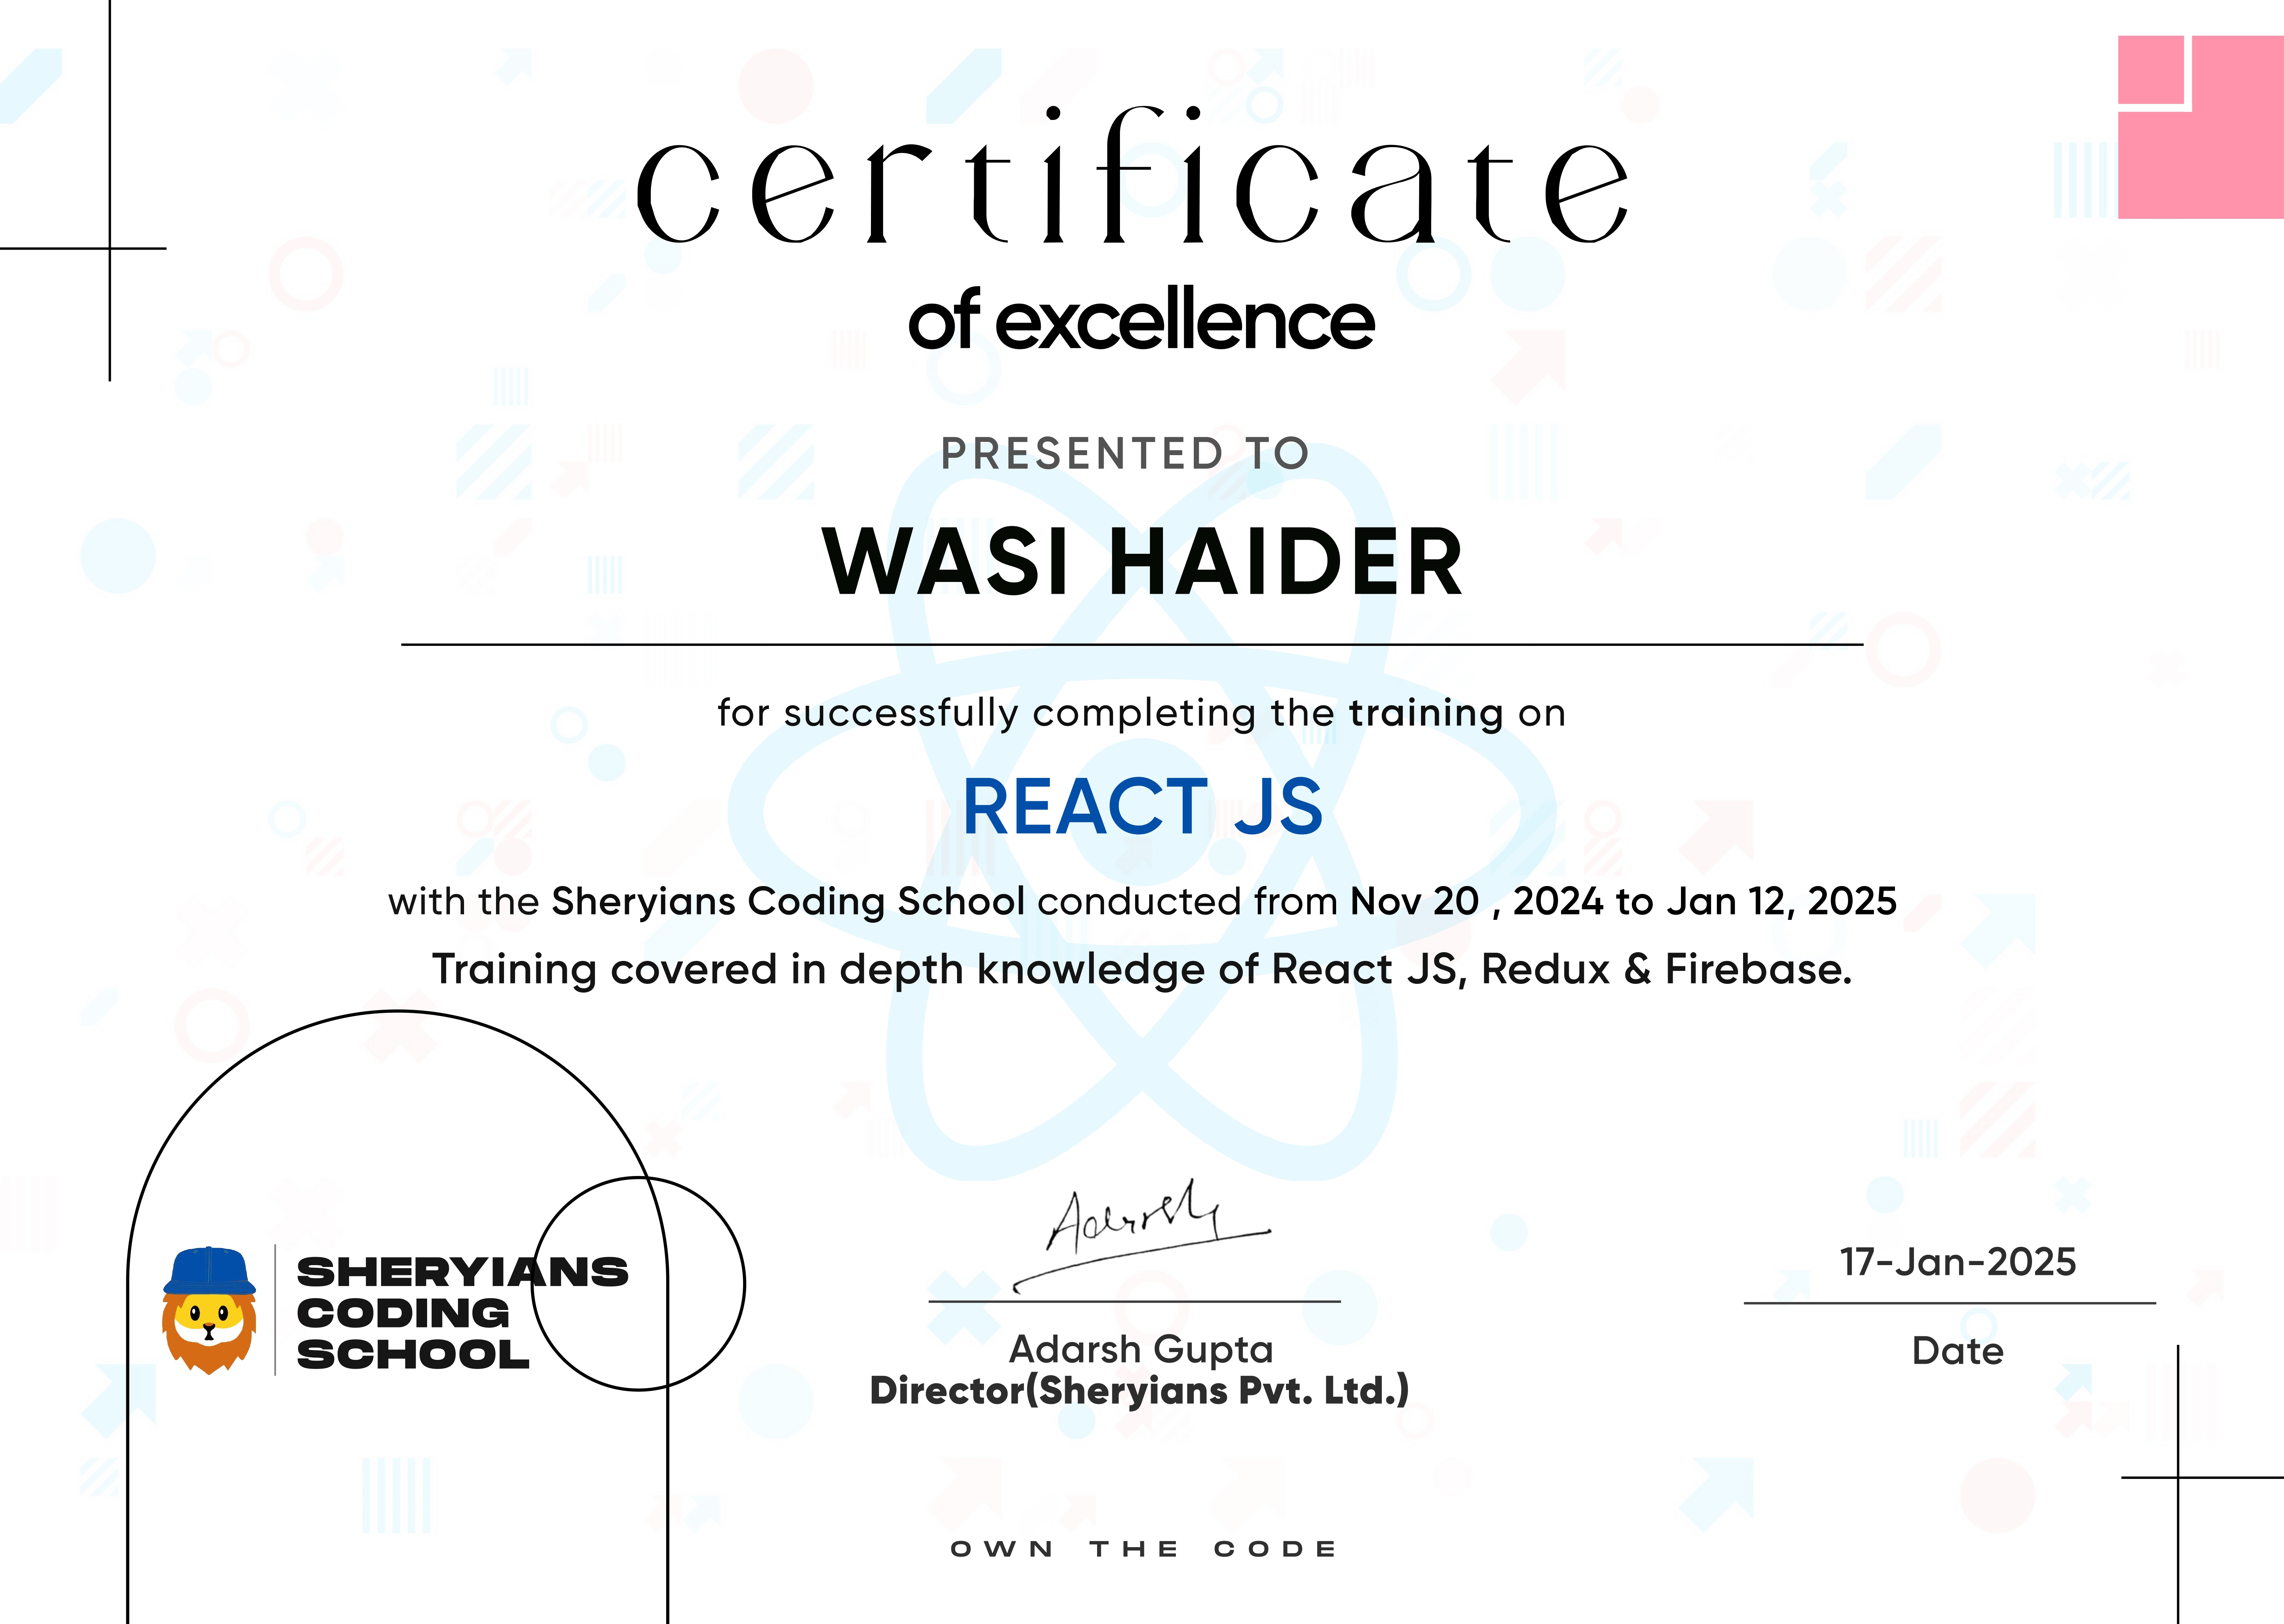 certificate
of excellence
PRESENTED TO
WASI HAIDER
for successfully completing the training on
REACT JS
with the Sheryians Coding School conducted from Nov 20 , 2024 to Jan 12, 2025
Training covered in depth knowledge of React JS, Redux & Firebase.
SHERYIANS
CODING
SCHOOL
Adarsh
Adarsh Gupta
Director(Sheryians Pvt. Ltd.)
17-Jan-2025
Date
OWN THE CODE